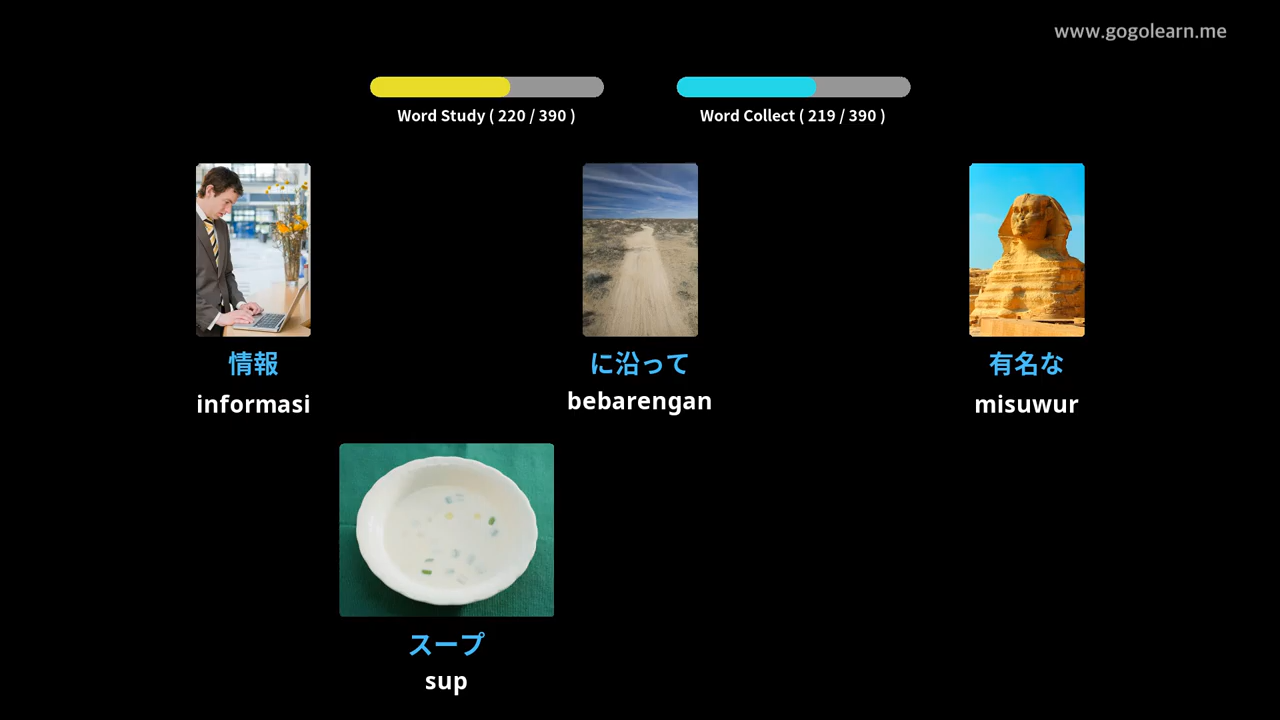 www.gogolearn.me
Word Study ( 220 / 390 )
Word Collect ( 219 / 390 )
情報
informasi
に沿って
bebarengan
有名な
misuwur
スープ
sup